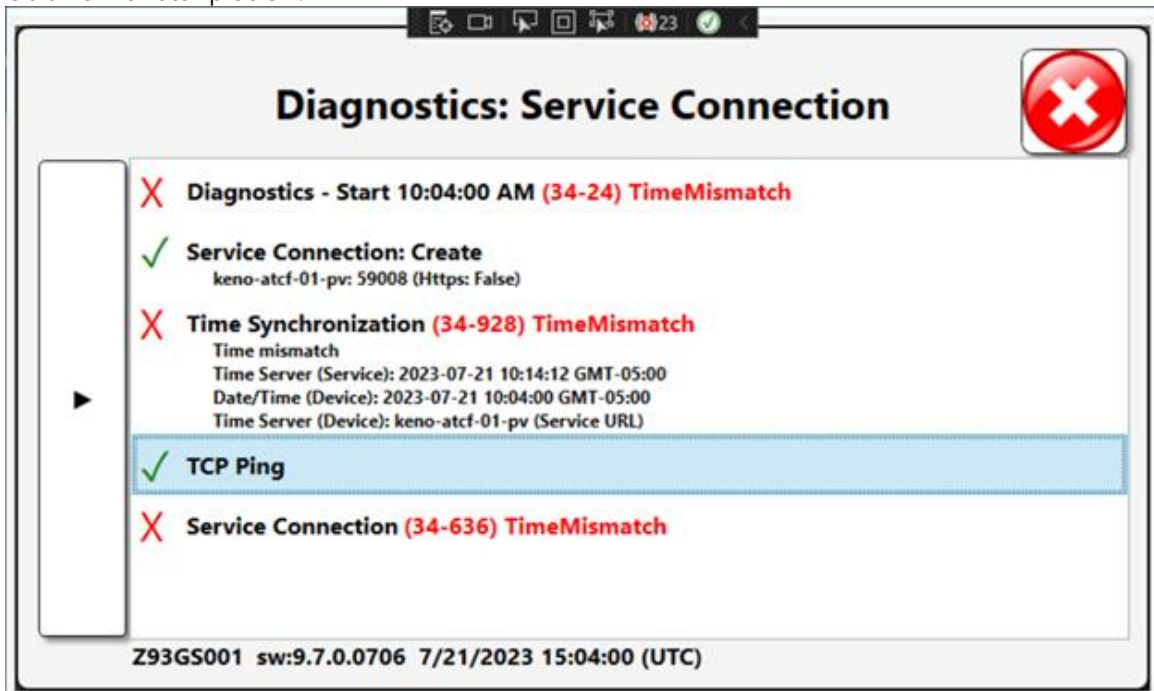 23
Diagnostics: Service Connection
Diagnostics - Start 10:04:00 AM (34-24) TimeMismatch
Service Connection: Create
keno-atcf-01-pv: 59008 (Https: False)
Time Synchronization (34-928) TimeMismatch
Time mismatch
Time Server (Service): 2023-07-21 10:14:12 GMT-05:00
Date/Time (Device): 2023-07-21 10:04:00 GMT-05:00
Time Server (Device): keno-atcf-01-pv (Service URL)
TCP Ping
Service Connection (34-636) TimeMismatch
Z93GS001 sw:9.7.0.0706 7/21/2023 15:04:00 (UTC)